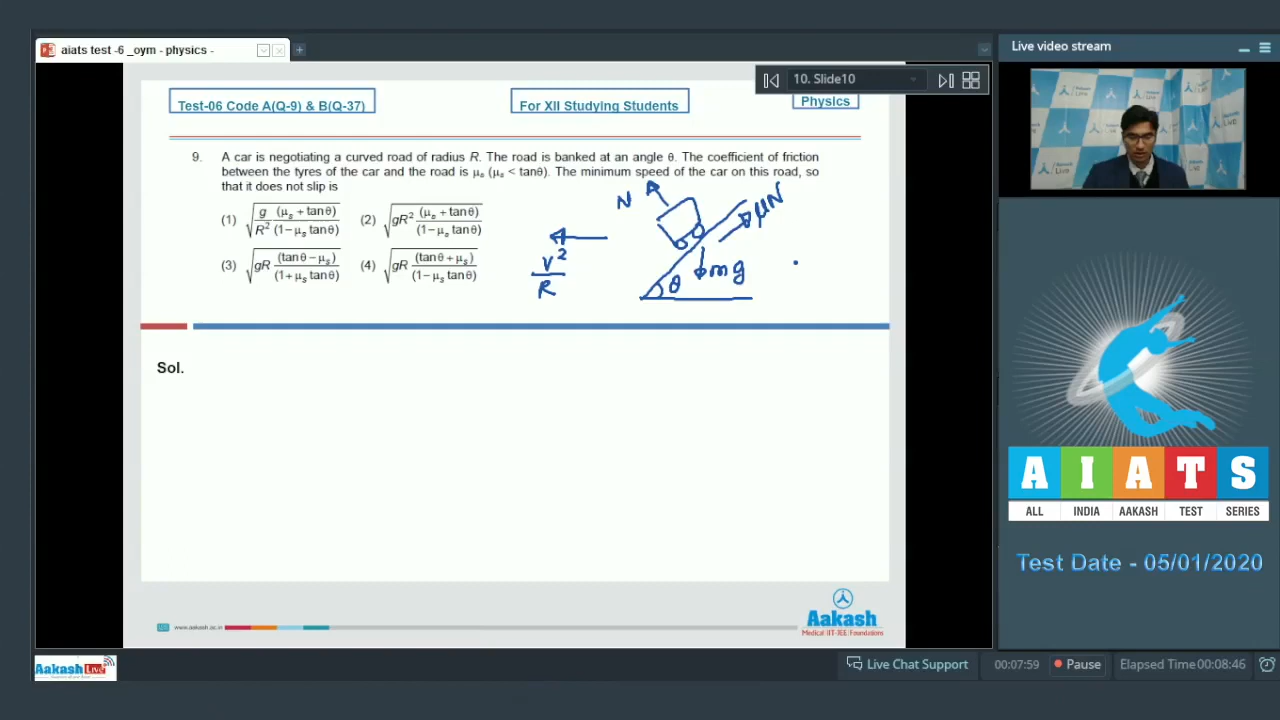 aiats test -6 _oym - physics -
Live video stream
10. Slide10
Test-06 Code A(Q-9) & B(Q-37)
For XII Studying Students
Physics
9. A car is negotiating a curved road of radius R. The road is banked at an angle θ. The coefficient of friction
between the tyres of the car and the road is μs (μs < tanθ). The minimum speed of the car on this road, so
that it does not slip is
(1) √(g/R² (μs + tanθ)/(1 – μs tanθ)) (2) √(gR² (μs + tanθ)/(1 – μs tanθ))
(3) √(gR (tanθ – μs)/(1 + μs tanθ)) (4) √(gR (tanθ + μs)/(1 – μs tanθ))
N
μN
v²/R
θ
mg
Sol.
A I A T S
ALL INDIA AAKASH TEST SERIES
Test Date - 05/01/2020
www.aakash.ac.in
Aakash
Medical|IIT-JEE|Foundations
Aakash Live
Live Chat Support
00:07:59
Pause
Elapsed Time 00:08:46